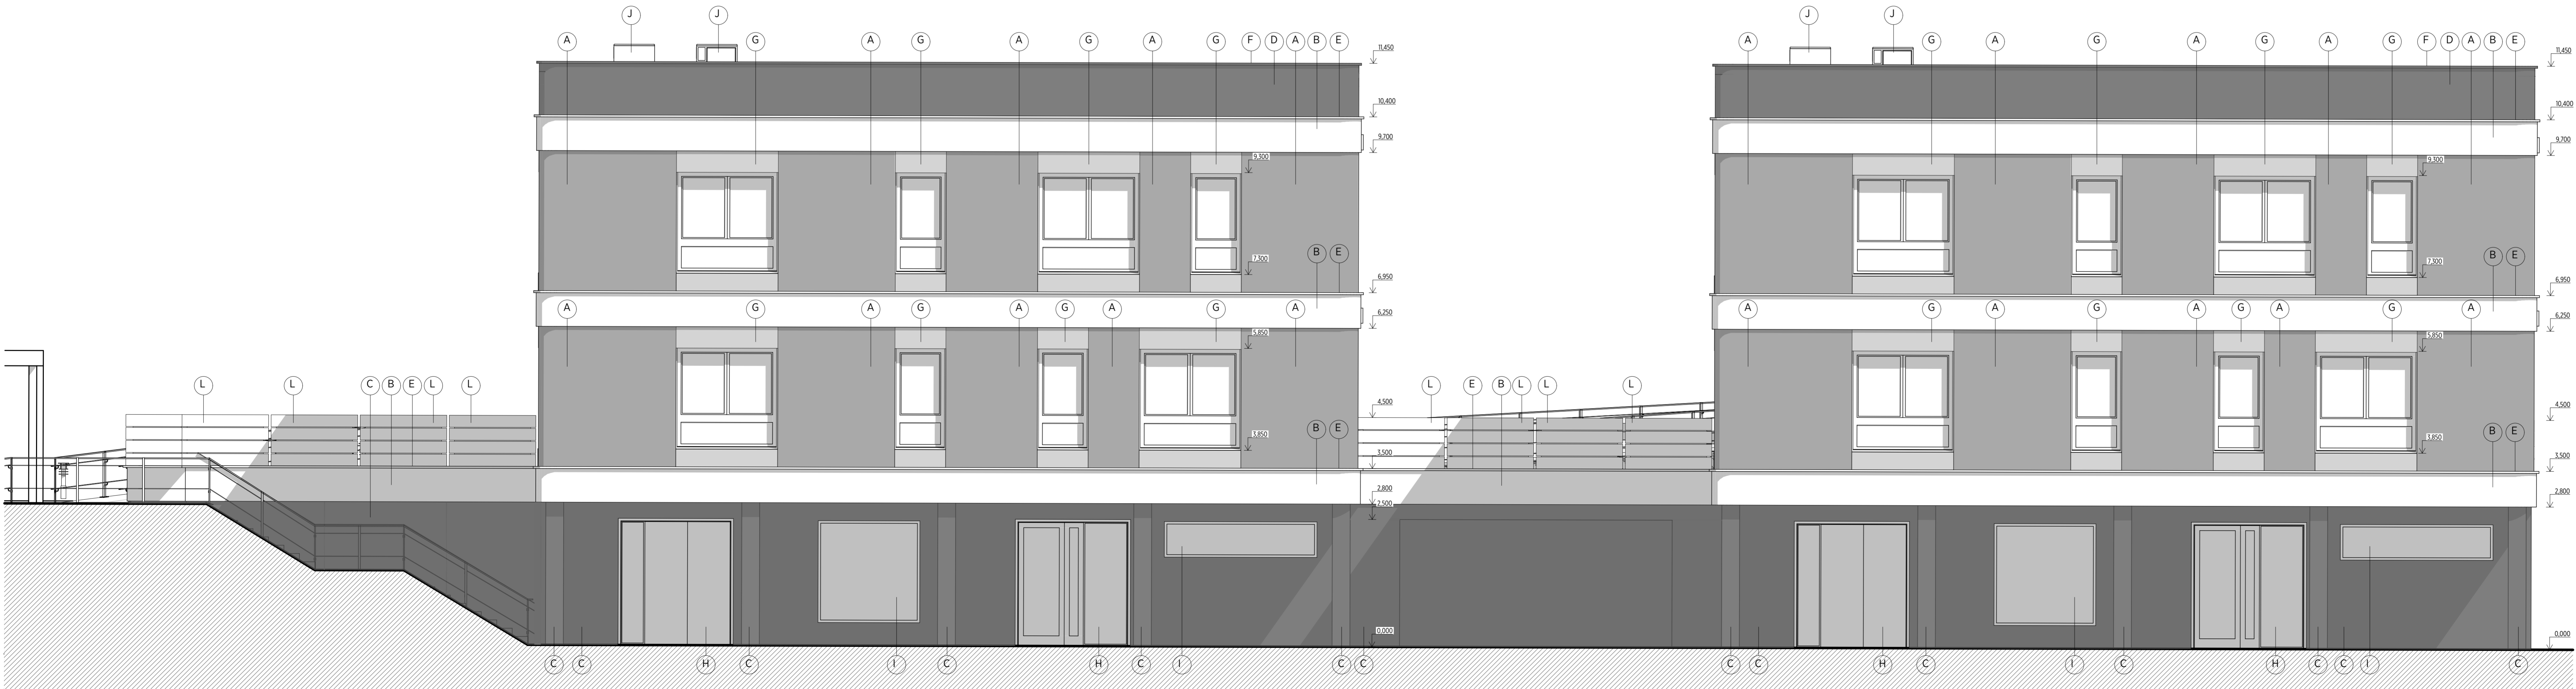 J J J J
A G A G A G A G F D A B E 11,450 A G A G A G A G F D A B E 11,450
10,400 10,400
9,700 9,700
9,300 9,300
B E B E
7,300 7,300
6,950 6,950
A G A G A G A G A 6,250 A G A G A G A G A 6,250
5,850 5,850
L L C B E L L L E B L L L
4,500 4,500
B E B E
3,850 3,850
3,500 3,500
2,800 2,800
2,500
0,000 0,000
C C H C I C H C I C C C C H C I C H C C I C